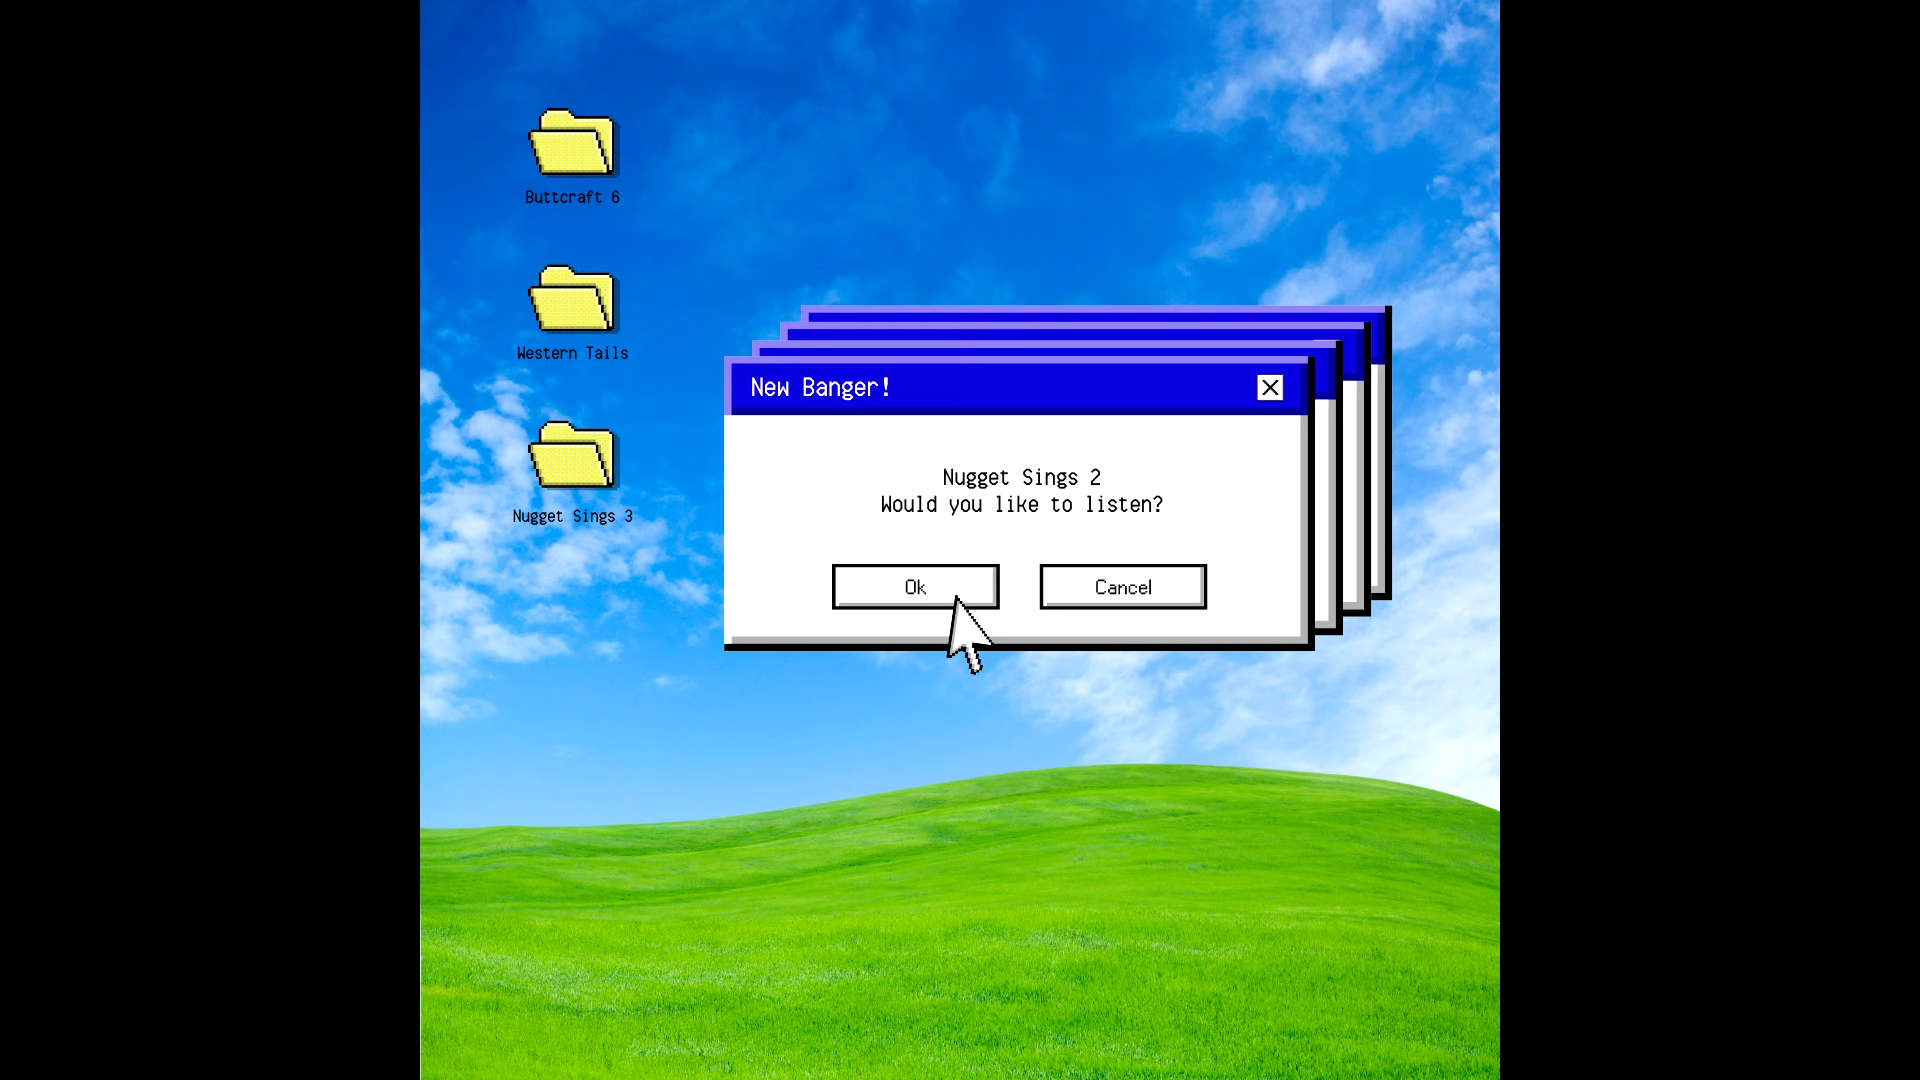 Buttcraft 6
Western Tails
Nugget Sings 3
New Banger!
Nugget Sings 2
Would you like to listen?
Ok
Cancel